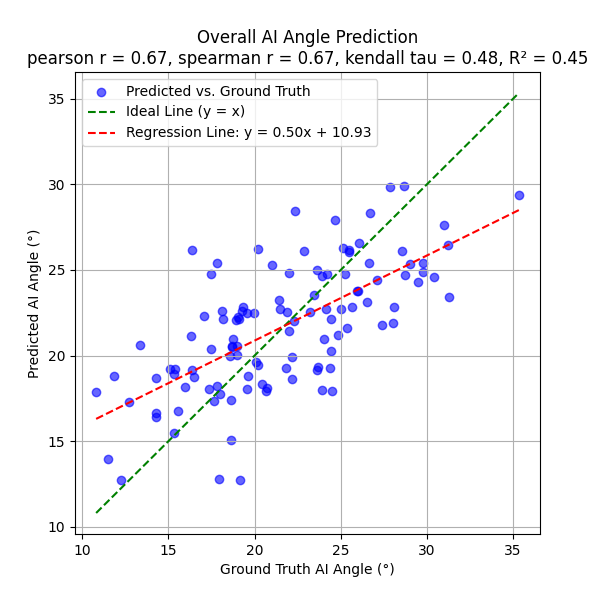 Overall AI Angle Prediction
pearson r = 0.67, spearman r = 0.67, kendall tau = 0.48, R² = 0.45
Predicted vs. Ground Truth
Ideal Line (y = x)
Regression Line: y = 0.50x + 10.93
35
30
25
20
15
10
Predicted AI Angle (°)
10 15 20 25 30 35
Ground Truth AI Angle (°)